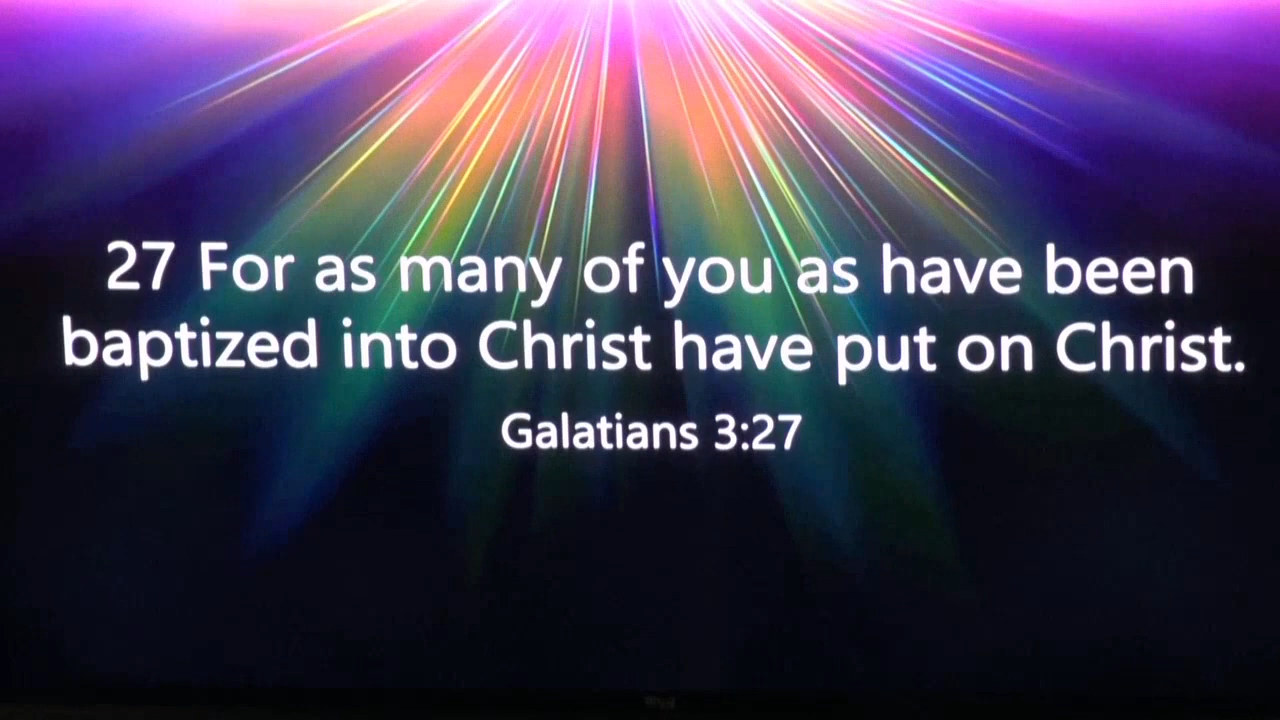 27 For as many of you as have been
baptized into Christ have put on Christ.
Galatians 3:27